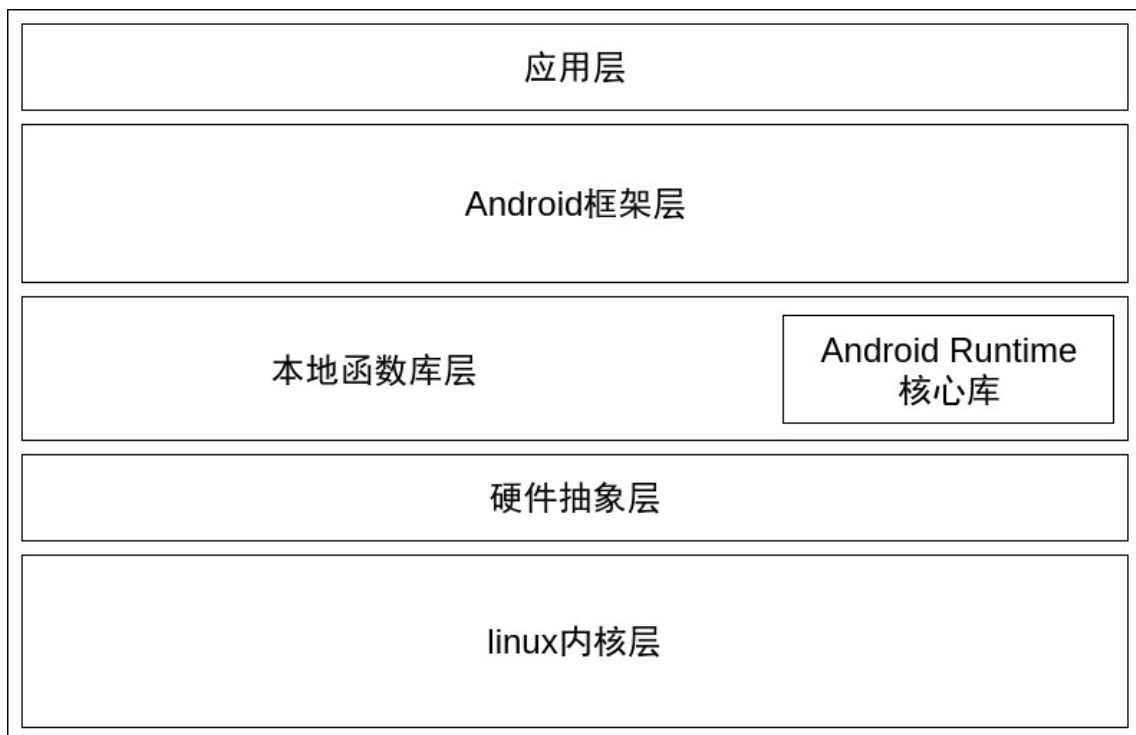 应用层
Android框架层
本地函数库层
Android Runtime
核心库
硬件抽象层
linux内核层